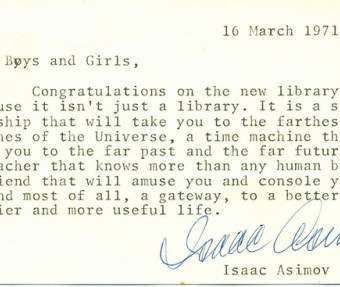 16 March 1971
Boys and Girls,
Congratulations on the new library
use it isn't just a library. It is a s
ship that will take you to the farthes
es of the Universe, a time machine th
you to the far past and the far futur
acher that knows more than any human b
iend that will amuse you and console y
nd most of all, a gateway, to a better
ier and more useful life.
Isaac
Isaac Asimov